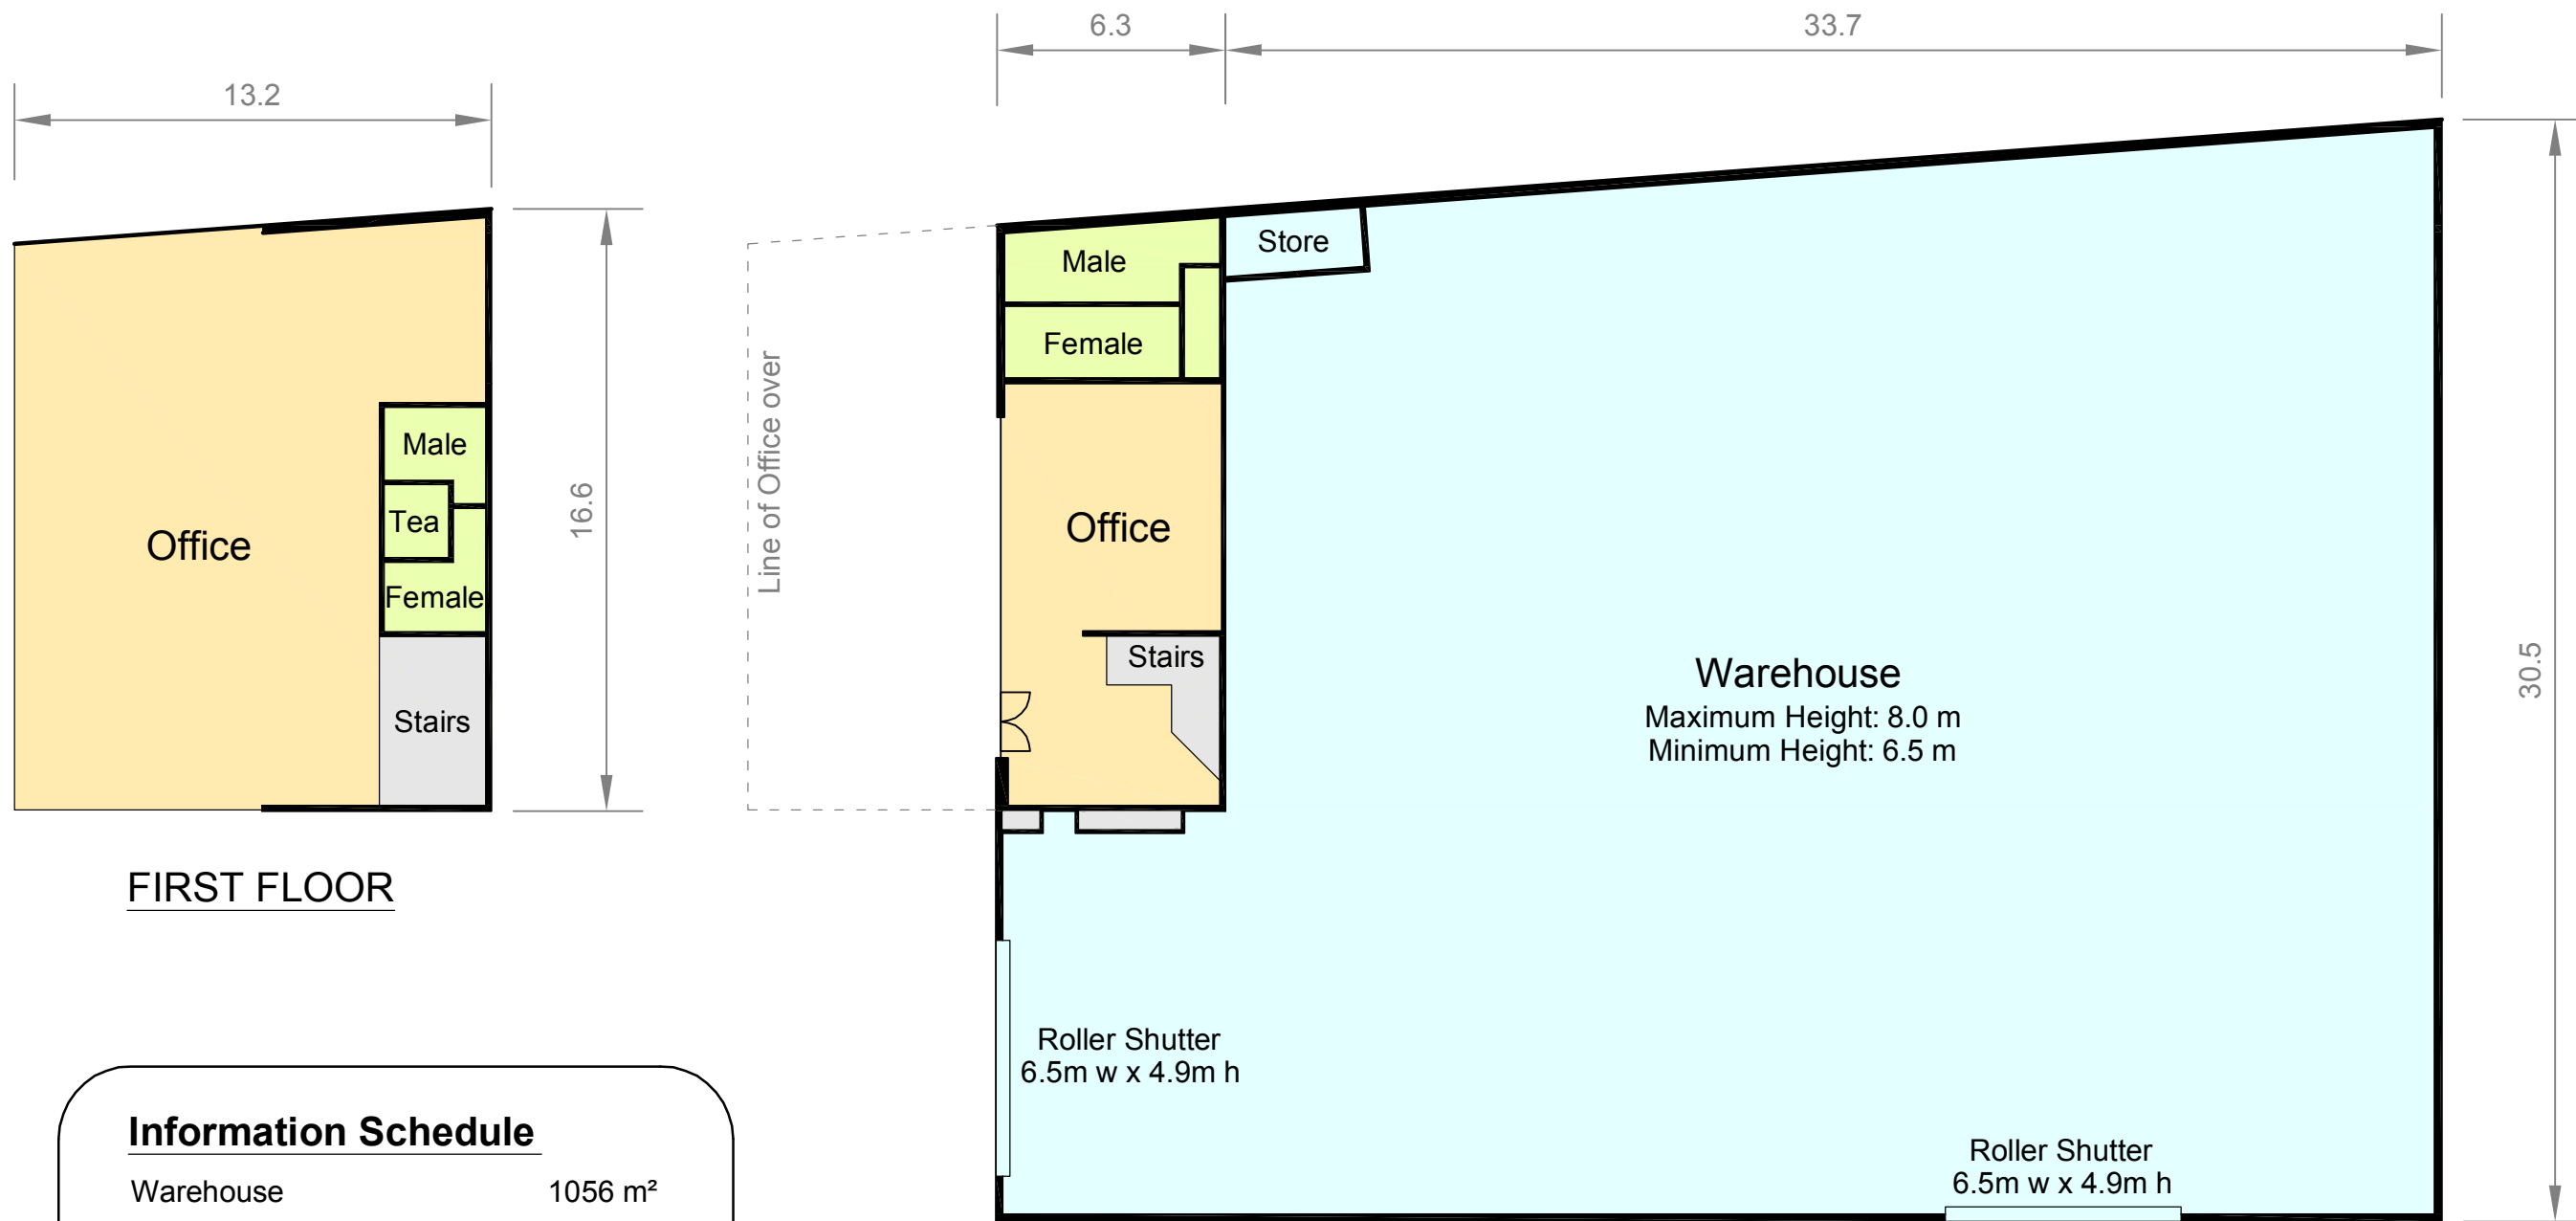 6.3
33.7
13.2
Store
Male
Female
Line of Office over
Male
Tea
16.6
Office
Office
Female
Stairs
Stairs
Warehouse
Maximum Height: 8.0 m
Minimum Height: 6.5 m
30.5
FIRST FLOOR
Roller Shutter
6.5m w x 4.9m h
Information Schedule
Warehouse 1056 m²
Roller Shutter
6.5m w x 4.9m h